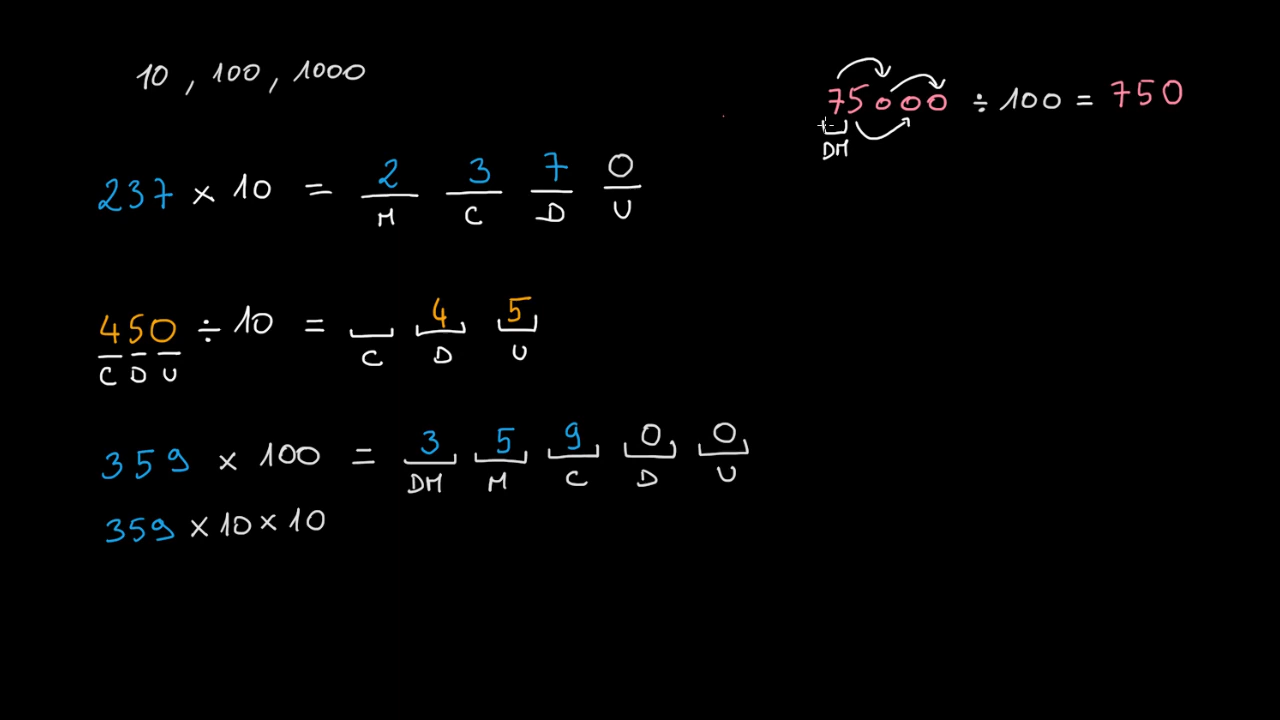 10 , 100 , 1000
75000 ÷ 100 = 750
DM
237 × 10 = 2 3 7 0
M C D U
450 ÷ 10 = 4 5
C D U
C D U
359 × 100 = 3 5 9 0 0
DM M C D U
359 × 10 × 10